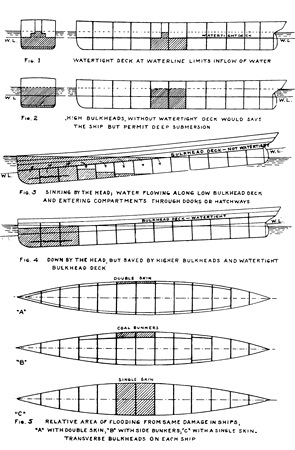 W.L. WATERTIGHT DECK W.L.
FIG. 1 WATERTIGHT DECK AT WATERLINE LIMITS INFLOW OF WATER
W.L.
FIG. 2 HIGH BULKHEADS, WITHOUT WATERTIGHT DECK WOULD SAVE
THE SHIP BUT PERMIT DEEP SUBMERSION
BULKHEAD DECK - NOT WATERTIGHT
W.L. W.L.
FIG. 3 SINKING BY THE HEAD; WATER FLOWING ALONG LOW BULKHEAD DECK
AND ENTERING COMPARTMENTS THROUGH DOORS OR HATCHWAYS
BULKHEAD DECK - WATERTIGHT
W.L. W.L.
FIG. 4 DOWN BY THE HEAD, BUT SAVED BY HIGHER BULKHEADS AND WATERTIGHT
BULKHEAD DECK
DOUBLE SKIN
"A"
COAL BUNKERS
"B"
SINGLE SKIN
"C"
FIG. 5 RELATIVE AREA OF FLOODING FROM SAME DAMAGE IN SHIPS,
"A" WITH DOUBLE SKIN, "B" WITH SIDE BUNKERS, "C" WITH A SINGLE SKIN.
TRANSVERSE BULKHEADS ON EACH SHIP